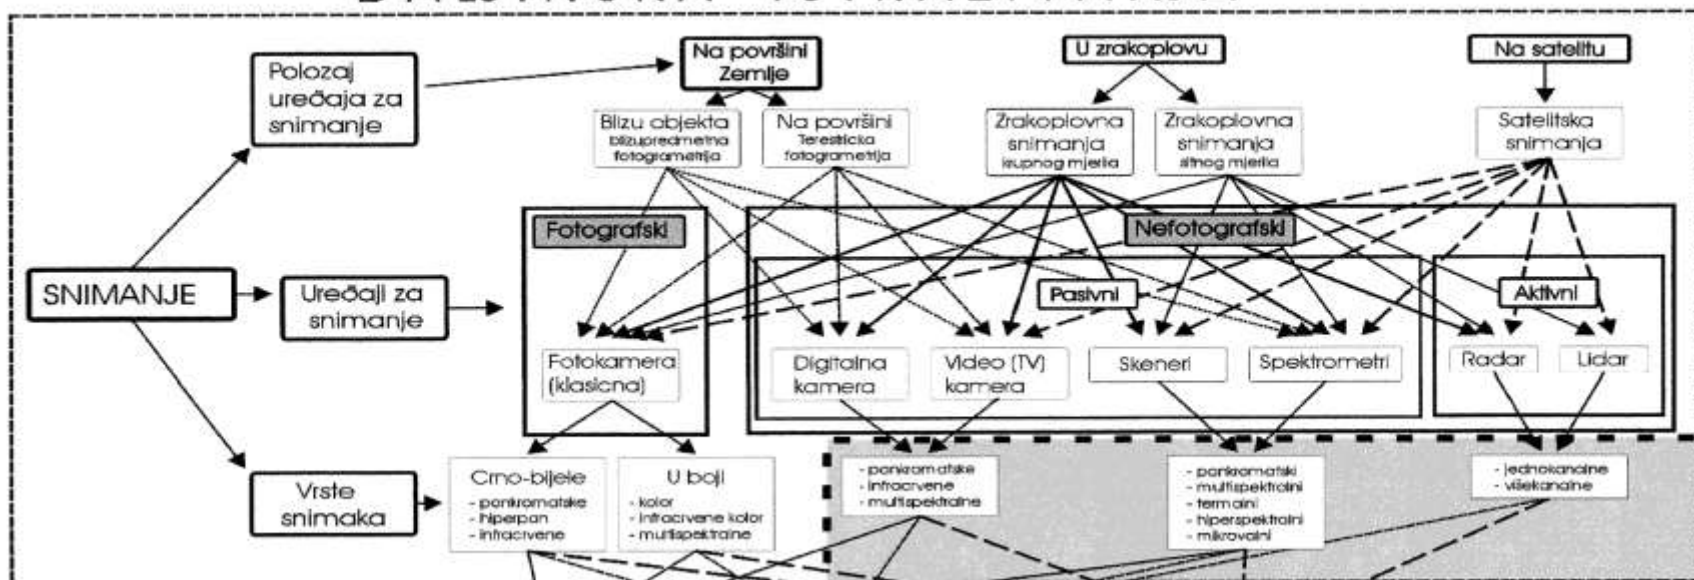 Polozaj
uređaja za
snimanje
Na površini
Zemlje
U zrakoplovu
Na satelitu
Blizu objekta
blizupredmetna
fotogrametrija
Na površini
Terestricka
fotogrametrija
Zrakoplovna
snimanja
krupnog mjerila
Zrakoplovna
snimanja
sitnog mjerila
Satelitska
snimanja
SNIMANJE
Uređaji za
snimanje
Fotografski
Nefotografski
Pasivni
Aktivni
Fotokamera
(klasicna)
Digitalna
kamera
Video (TV)
kamera
Skeneri
Spektrometri
Radar
Lidar
Vrste
snimaka
Crno-bijele
- pankromatske
- hiperpan
- infracrvene
U boji
- kolor
- infracrvene kolor
- multispektralne
- pankromatske
- infracrvene
- multispektralne
- pankromatski
- multispektralni
- termalni
- hiperspektralni
- mikrovalni
- jednokanalne
- višekanalne